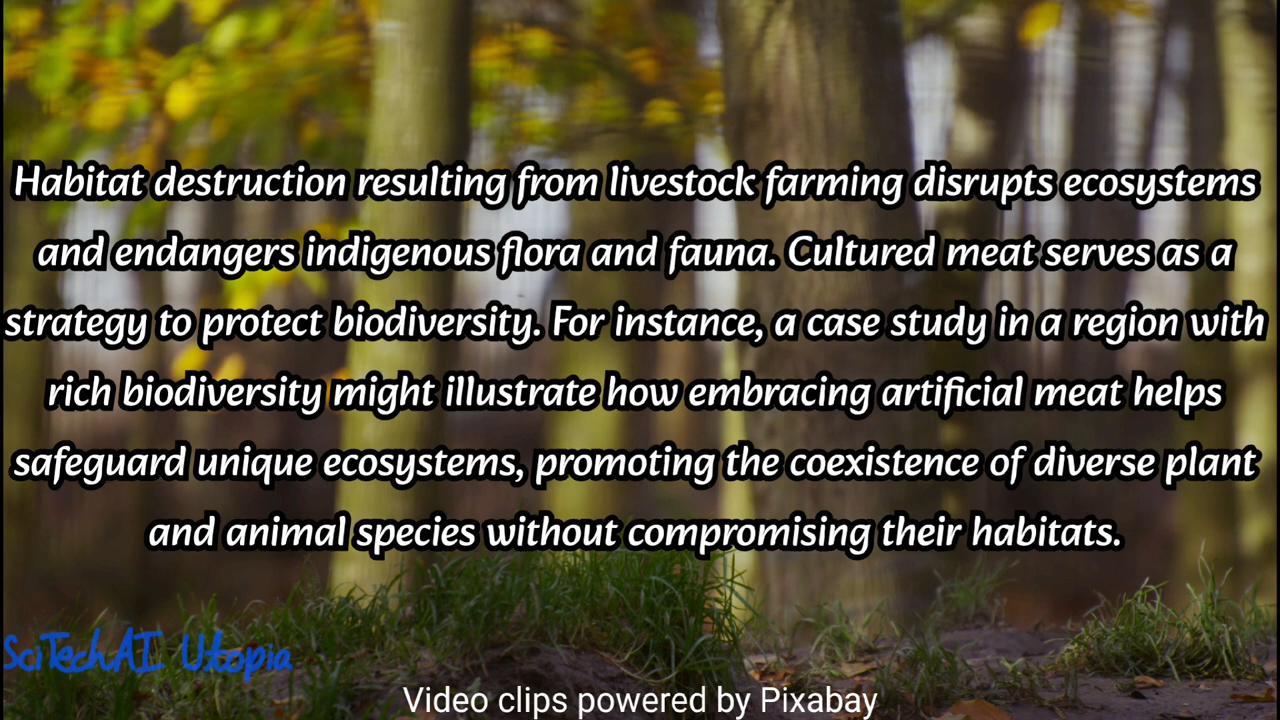 Habitat destruction resulting from livestock farming disrupts ecosystems
and endangers indigenous flora and fauna. Cultured meat serves as a
strategy to protect biodiversity. For instance, a case study in a region with
rich biodiversity might illustrate how embracing artificial meat helps
safeguard unique ecosystems, promoting the coexistence of diverse plant
and animal species without compromising their habitats.
SciTechAI Utopia
Video clips powered by Pixabay